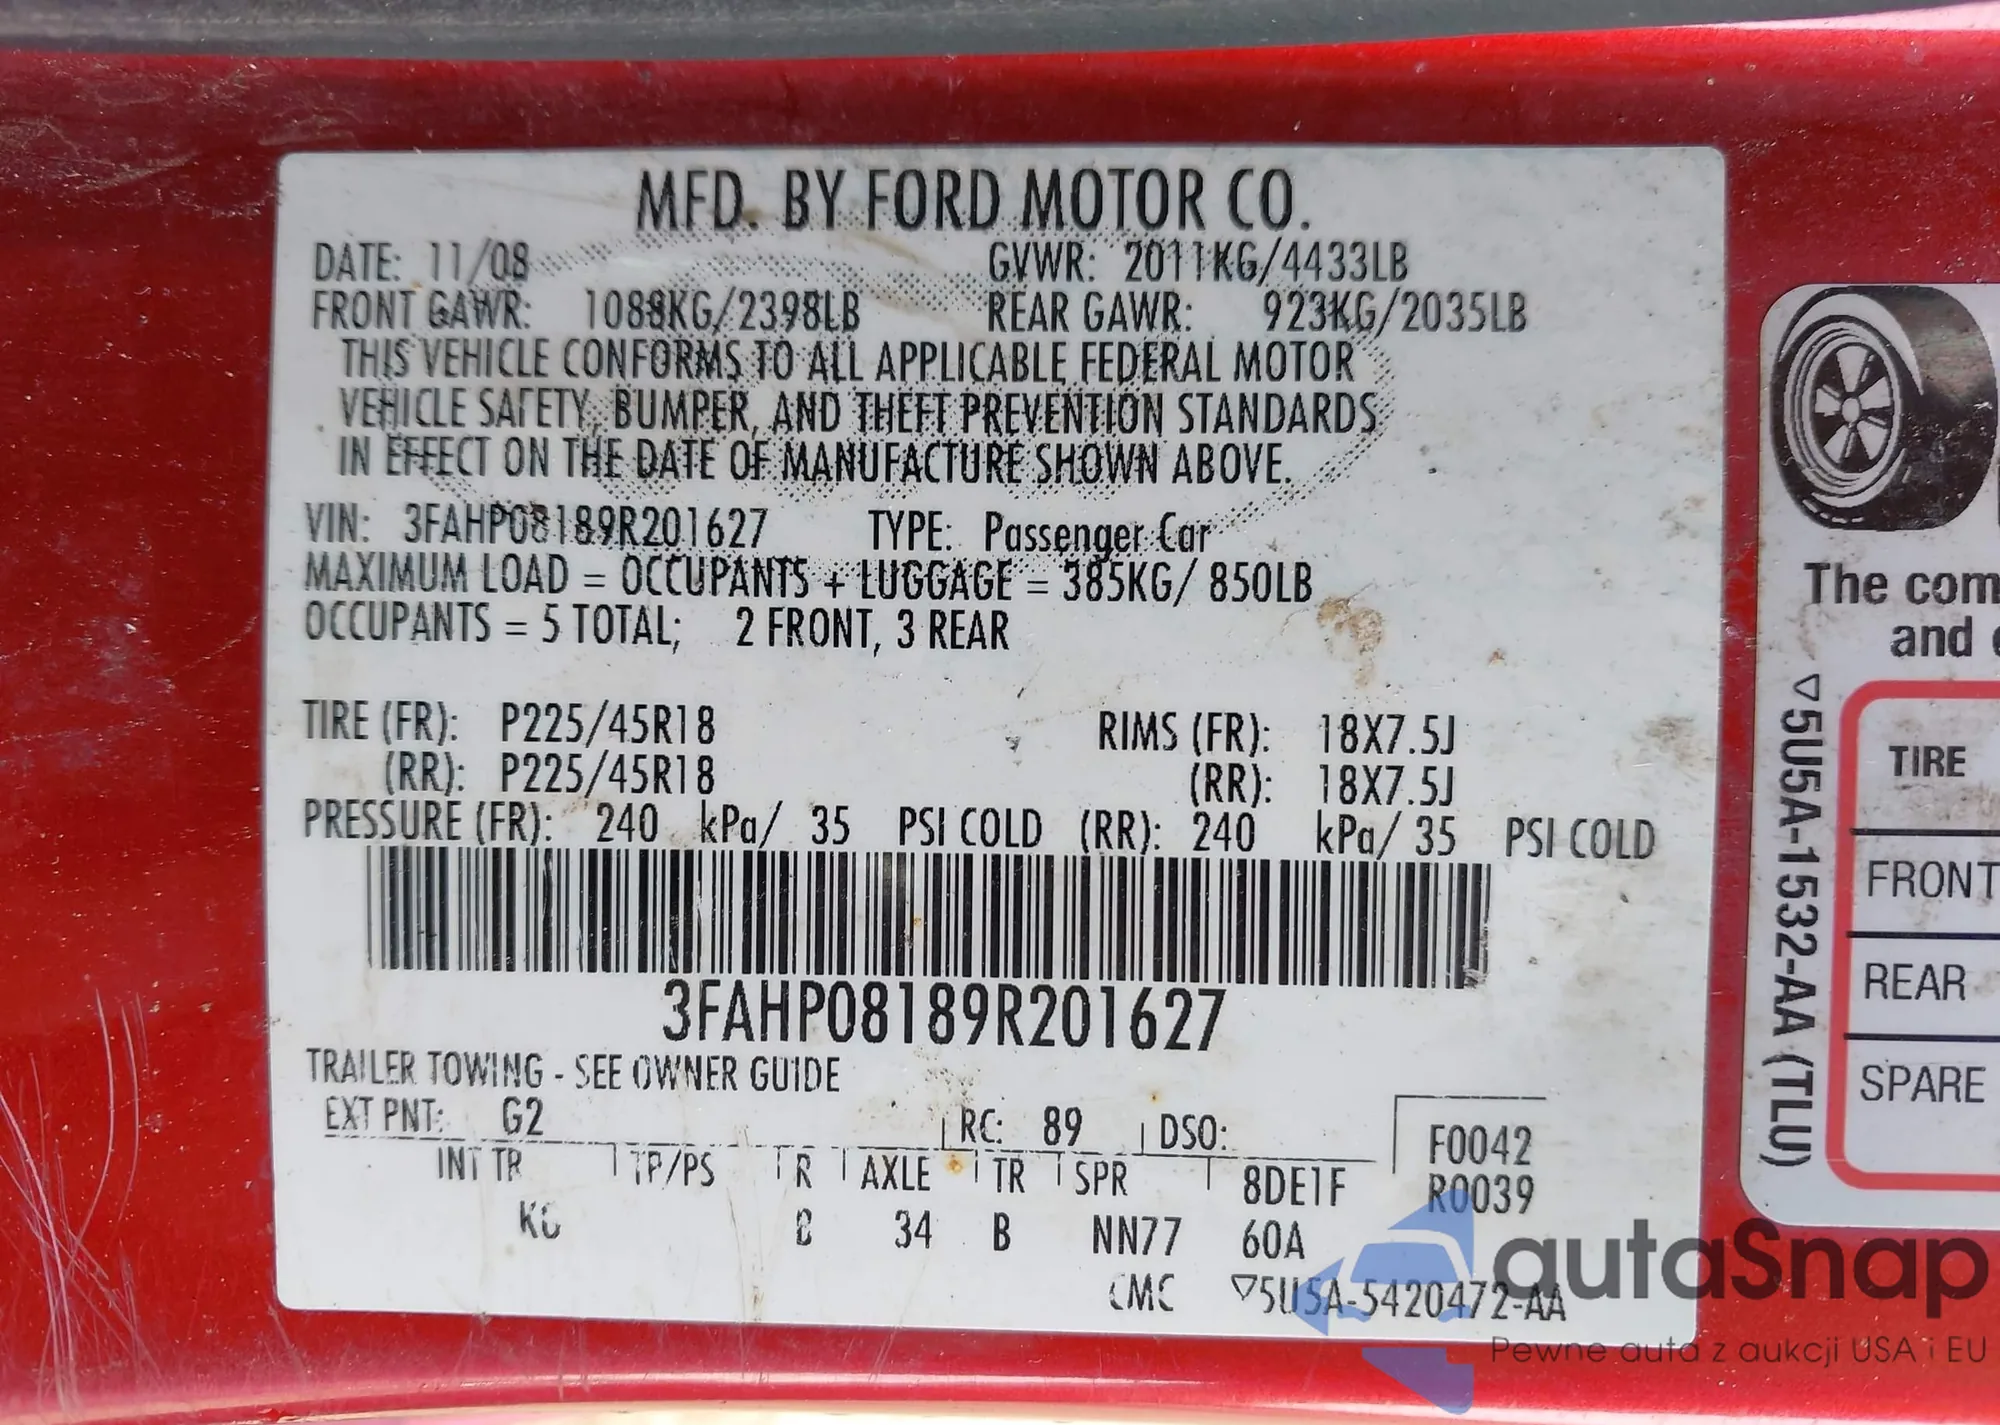 MFD. BY FORD MOTOR CO.
DATE: 11/08 GVWR: 2011KG/4433LB
FRONT GAWR: 1088KG/2398LB REAR GAWR: 923KG/2035LB
THIS VEHICLE CONFORMS TO ALL APPLICABLE FEDERAL MOTOR
VEHICLE SAFETY, BUMPER, AND THEFT PREVENTION STANDARDS
IN EFFECT ON THE DATE OF MANUFACTURE SHOWN ABOVE.
VIN: 3FAHP08189R201627 TYPE: Passenger Car
MAXIMUM LOAD = OCCUPANTS + LUGGAGE = 385KG/ 850LB
OCCUPANTS = 5 TOTAL; 2 FRONT, 3 REAR
TIRE (FR): P225/45R18 RIMS (FR): 18X7.5J
(RR): P225/45R18 (RR): 18X7.5J
PRESSURE (FR): 240 kPa/ 35 PSI COLD (RR): 240 kPa/ 35 PSI COLD
3FAHP08189R201627
TRAILER TOWING - SEE OWNER GUIDE
EXT PNT: G2 RC: 89 DSO: F0042
INT TR TP/PS R AXLE TR SPR 8DE1F R0039
34 B NN77 60A
CMC ▽5U5A-5420472-AA
The com
and
▽5U5A-1532-AA (TLU)
TIRE
FRONT
REAR
SPARE
autaSnap
Pewne auta z aukcji USA i EU